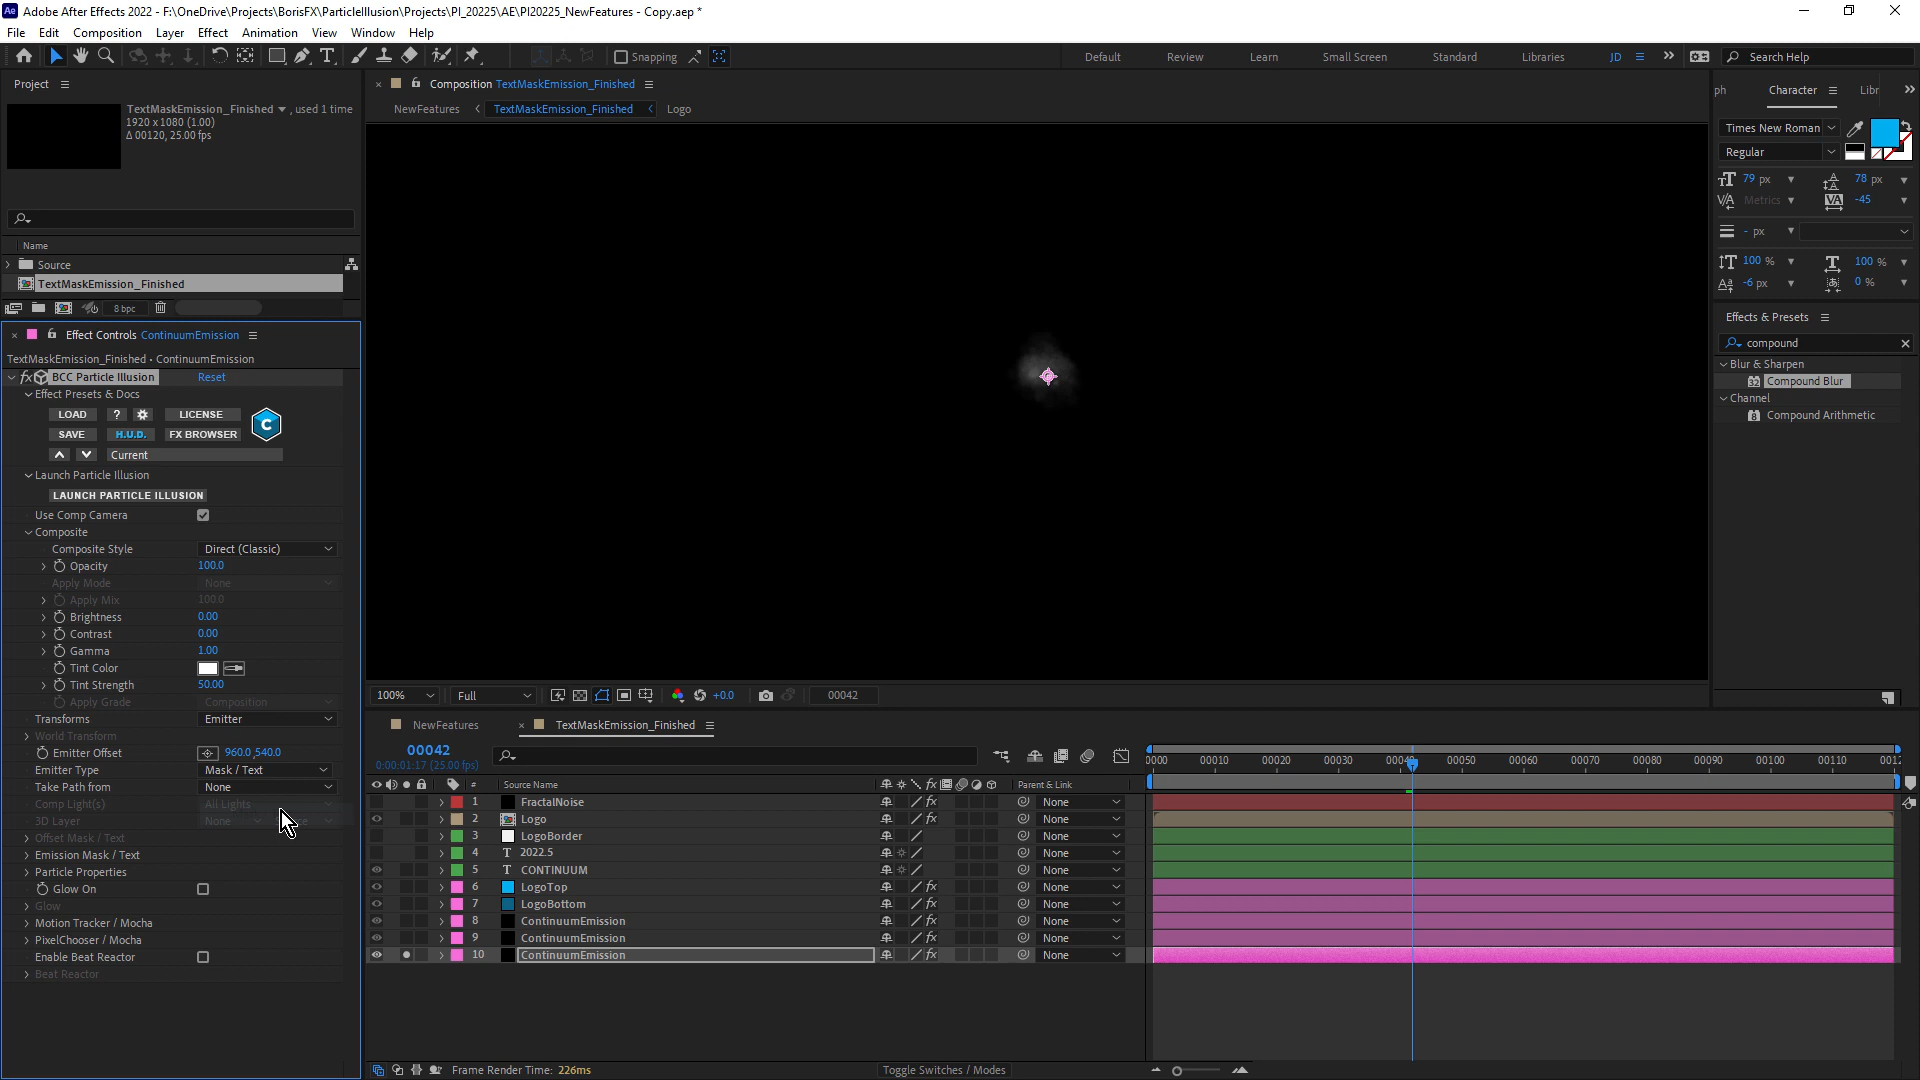 Adobe After Effects 2022 - F:\OneDrive\Projects\BorisFX\ParticleIllusion\Projects\PI_20225\AE\PI20225_NewFeatures - Copy.aep *
File Edit Composition Layer Effect Animation View Window Help
Snapping
Default Review Learn Small Screen Standard Libraries JD Search Help
Project
TextMaskEmission_Finished , used 1 time
1920 x 1080 (1.00)
Δ 00120, 25.00 fps
Name
Source
TextMaskEmission_Finished
8 bpc
Effect Controls ContinuumEmission
TextMaskEmission_Finished • ContinuumEmission
fx BCC Particle Illusion Reset
Effect Presets & Docs
LOAD ? LICENSE
C
SAVE H.U.D. FX BROWSER
Current
Launch Particle Illusion
LAUNCH PARTICLE ILLUSION
Use Comp Camera
Composite
Composite Style Direct (Classic)
Opacity 100.0
Apply Mode None
Apply Mix 100.0
Brightness 0.00
Contrast 0.00
Gamma 1.00
Tint Color
Tint Strength 50.00
Apply Grade Composition
Transforms Emitter
World Transform
Emitter Offset 960.0,540.0
Emitter Type Mask / Text
Take Path from None
Comp Light(s) All Lights
3D Layer None
Offset Mask / Text
Emission Mask / Text
Particle Properties
Glow On
Glow
Motion Tracker / Mocha
PixelChooser / Mocha
Enable Beat Reactor
Beat Reactor
Composition TextMaskEmission_Finished
NewFeatures TextMaskEmission_Finished Logo
100% Full +0.0 00042
ph Character Libr
Times New Roman
Regular
79 px 78 px
Metrics -45
- px
100 % 100 %
-6 px 0 %
Effects & Presets
compound
Blur & Sharpen
Compound Blur
Channel
Compound Arithmetic
NewFeatures TextMaskEmission_Finished
00042
0:00:01:17 (25.00 fps)
# Source Name fx Parent & Link
0000 00010 00020 00030 00040 00050 00060 00070 00080 00090 00100 00110 0012
1 FractalNoise fx None
2 Logo fx None
3 LogoBorder None
4 T 2022.5 None
5 T CONTINUUM None
6 LogoTop fx None
7 LogoBottom fx None
8 ContinuumEmission fx None
9 ContinuumEmission fx None
10 ContinuumEmission fx None
Frame Render Time: 226ms
Toggle Switches / Modes